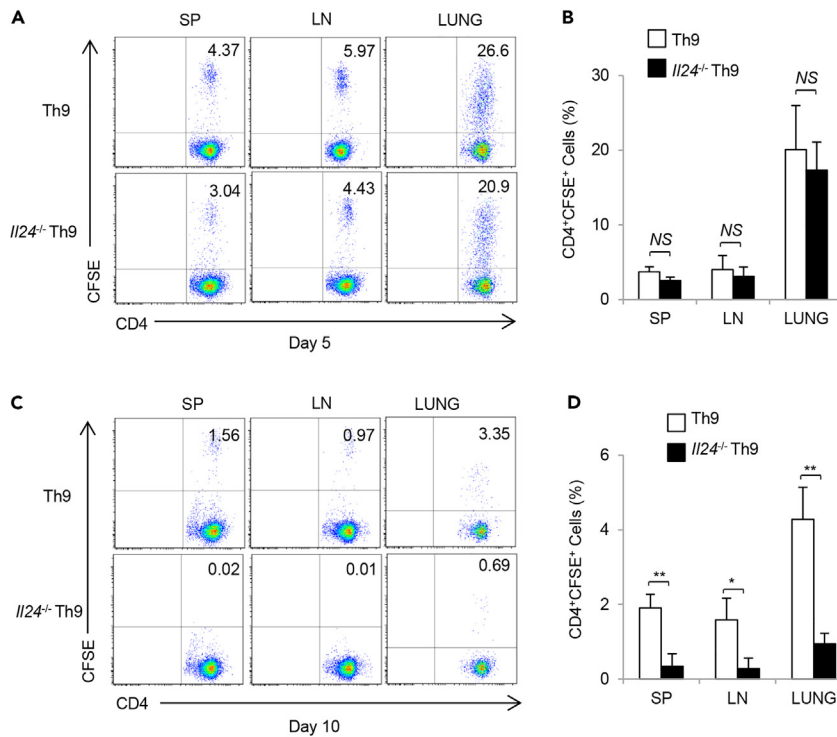 A
SP LN LUNG
4.37 5.97 26.6
Th9
3.04 4.43 20.9
Il24-/- Th9
CFSE
CD4
Day 5
B
Th9
Il24-/- Th9
CD4+CFSE+ Cells (%)
30
20
10
0
NS NS NS
SP LN LUNG
C
SP LN LUNG
1.56 0.97 3.35
Th9
0.02 0.01 0.69
Il24-/- Th9
CFSE
CD4
Day 10
D
Th9
Il24-/- Th9
CD4+CFSE+ Cells (%)
6
4
2
0
** * **
SP LN LUNG